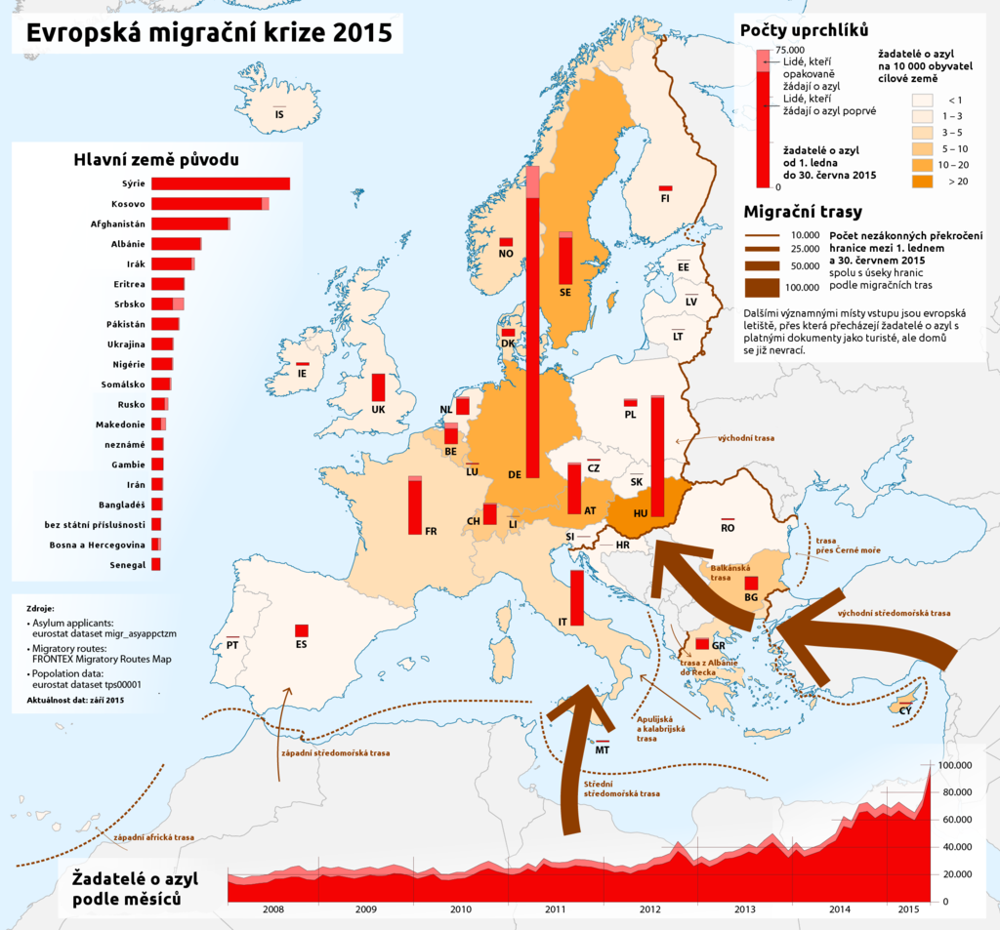 Evropská migrační krize 2015
Počty uprchlíků
75.000
Lidé, kteří
opakovaně
žádají o azyl
Lidé, kteří
žádají o azyl poprvé
žadatelé o azyl
od 1. ledna
do 30. června 2015
0
žadatelé o azyl
na 10 000 obyvatel
cílové země
< 1
1 – 3
3 – 5
5 – 10
10 – 20
> 20
Migrační trasy
10.000
25.000
50.000
100.000
Počet nezákonných překročení
hranice mezi 1. lednem
a 30. červnem 2015
spolu s úseky hranic
podle migračních tras
Dalšími významnými místy vstupu jsou evropská
letiště, přes která přecházejí žadatelé o azyl s
platnými dokumenty jako turisté, ale domů
se již nevrací.
Hlavní země původu
Sýrie
Kosovo
Afghanistán
Albánie
Irák
Eritrea
Srbsko
Pákistán
Ukrajina
Nigérie
Somálsko
Rusko
Makedonie
neznámé
Gambie
Irán
Bangladéš
bez státní příslušnosti
Bosna a Hercegovina
Senegal
Zdroje:
• Asylum applicants:
eurostat dataset migr_asyappctzm
• Migratory routes:
FRONTEX Migratory Routes Map
• Popolation data:
eurostat dataset tps00001
Aktuálnost dat: září 2015
IS
FI
NO
SE
EE
LV
LT
DK
IE
UK
NL
PL
BE
LU
DE
CZ
SK
FR
CH
LI
AT
HU
SI
HR
RO
BG
IT
PT
ES
GR
MT
CY
východní trasa
trasa
přes Černé moře
Balkánská
trasa
východní středomořská trasa
trasa z Albánie
do Řecka
Apulijská
a kalabrijská
trasa
Střední
středomořská trasa
západní středomořská trasa
západní africká trasa
Žadatelé o azyl
podle měsíců
100.000
80.000
60.000
40.000
20.000
0
2008
2009
2010
2011
2012
2013
2014
2015